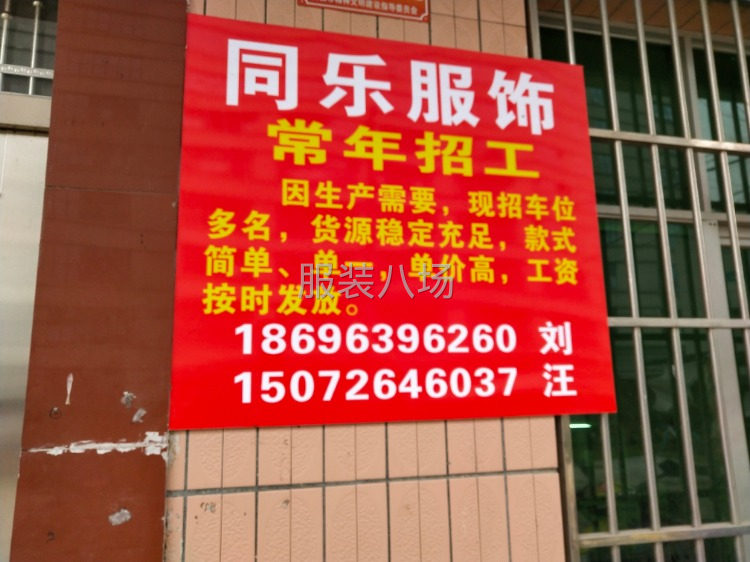 同乐服饰
常年招工
因生产需要，现招车位
多名，货源稳定充足，款式
简单、单一，单价高，工资
按时发放。
服装八场
18696396260 刘
15072646037 汪